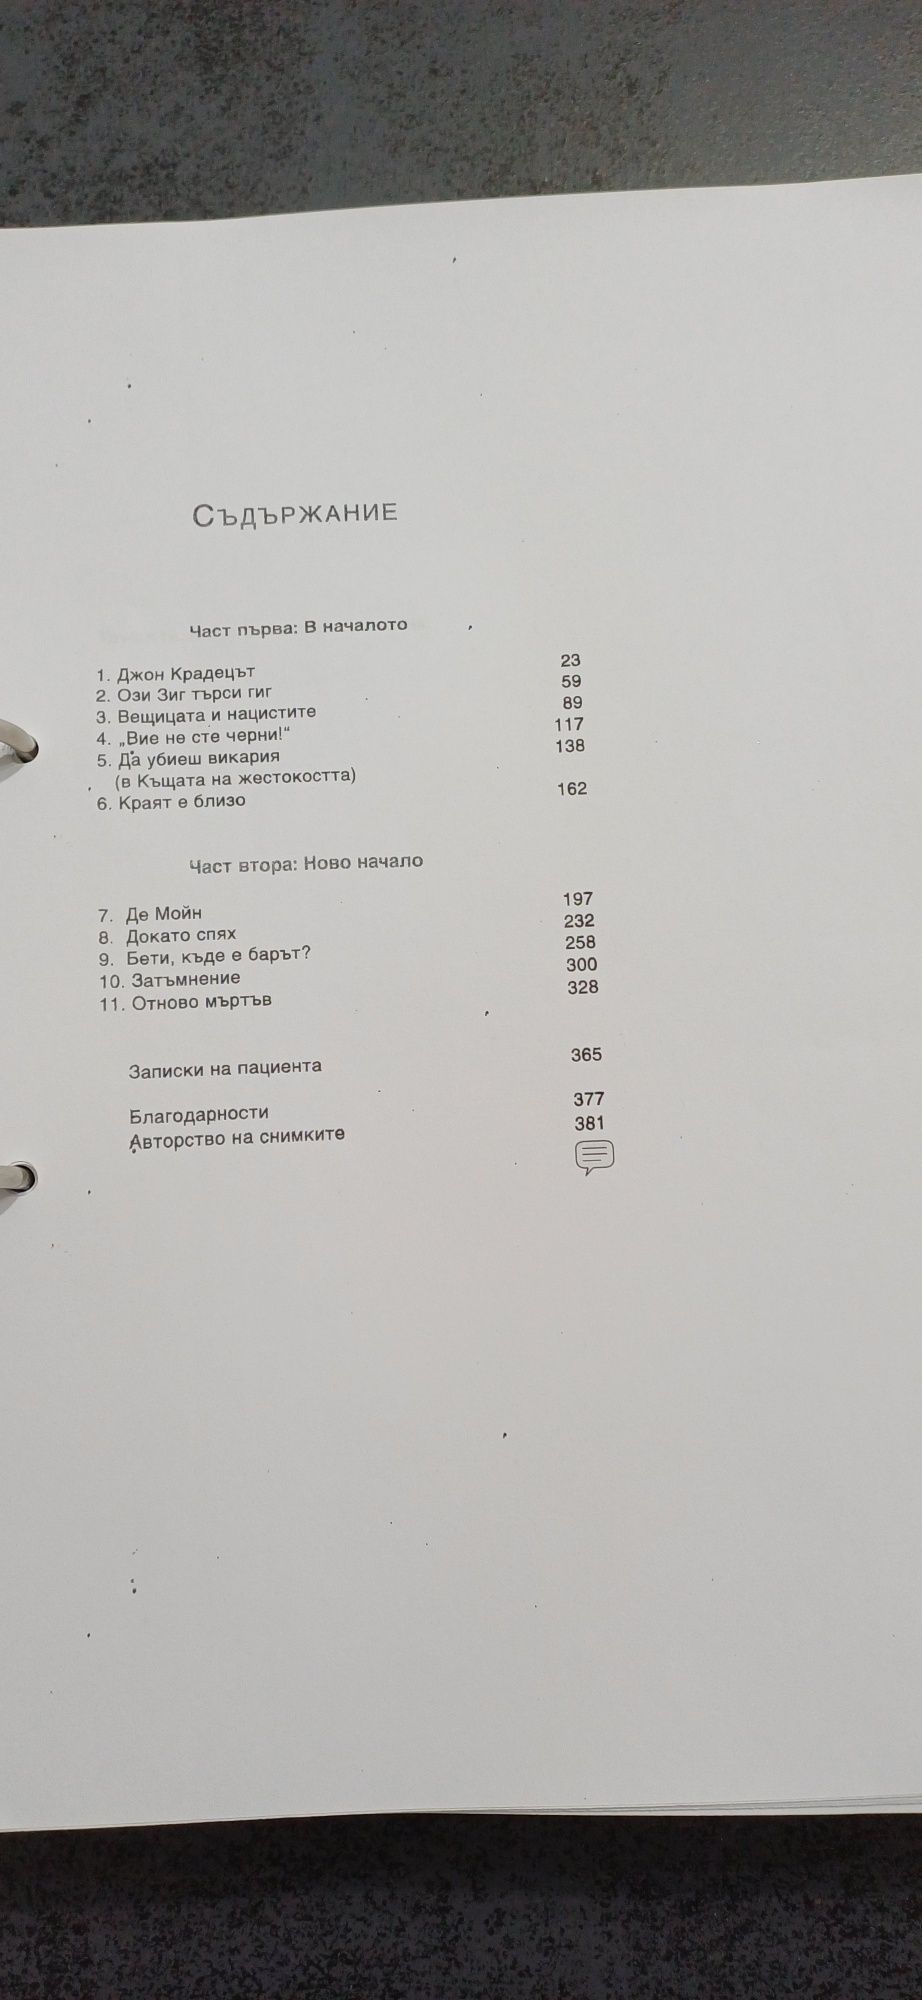 СЪДЪРЖАНИЕ
Част първа: В началото
1. Джон Крадецът 23
2. Ози Зиг търси гиг 59
3. Вещицата и нацистите 89
4. „Вие не сте черни!“ 117
5. Да убиеш викария 138
(в Къщата на жестокостта)
6. Краят е близо 162
Част втора: Ново начало
7. Де Мойн 197
8. Докато спях 232
9. Бети, къде е барът? 258
10. Затъмнение 300
11. Отново мъртъв 328
Записки на пациента 365
Благодарности 377
Авторство на снимките 381